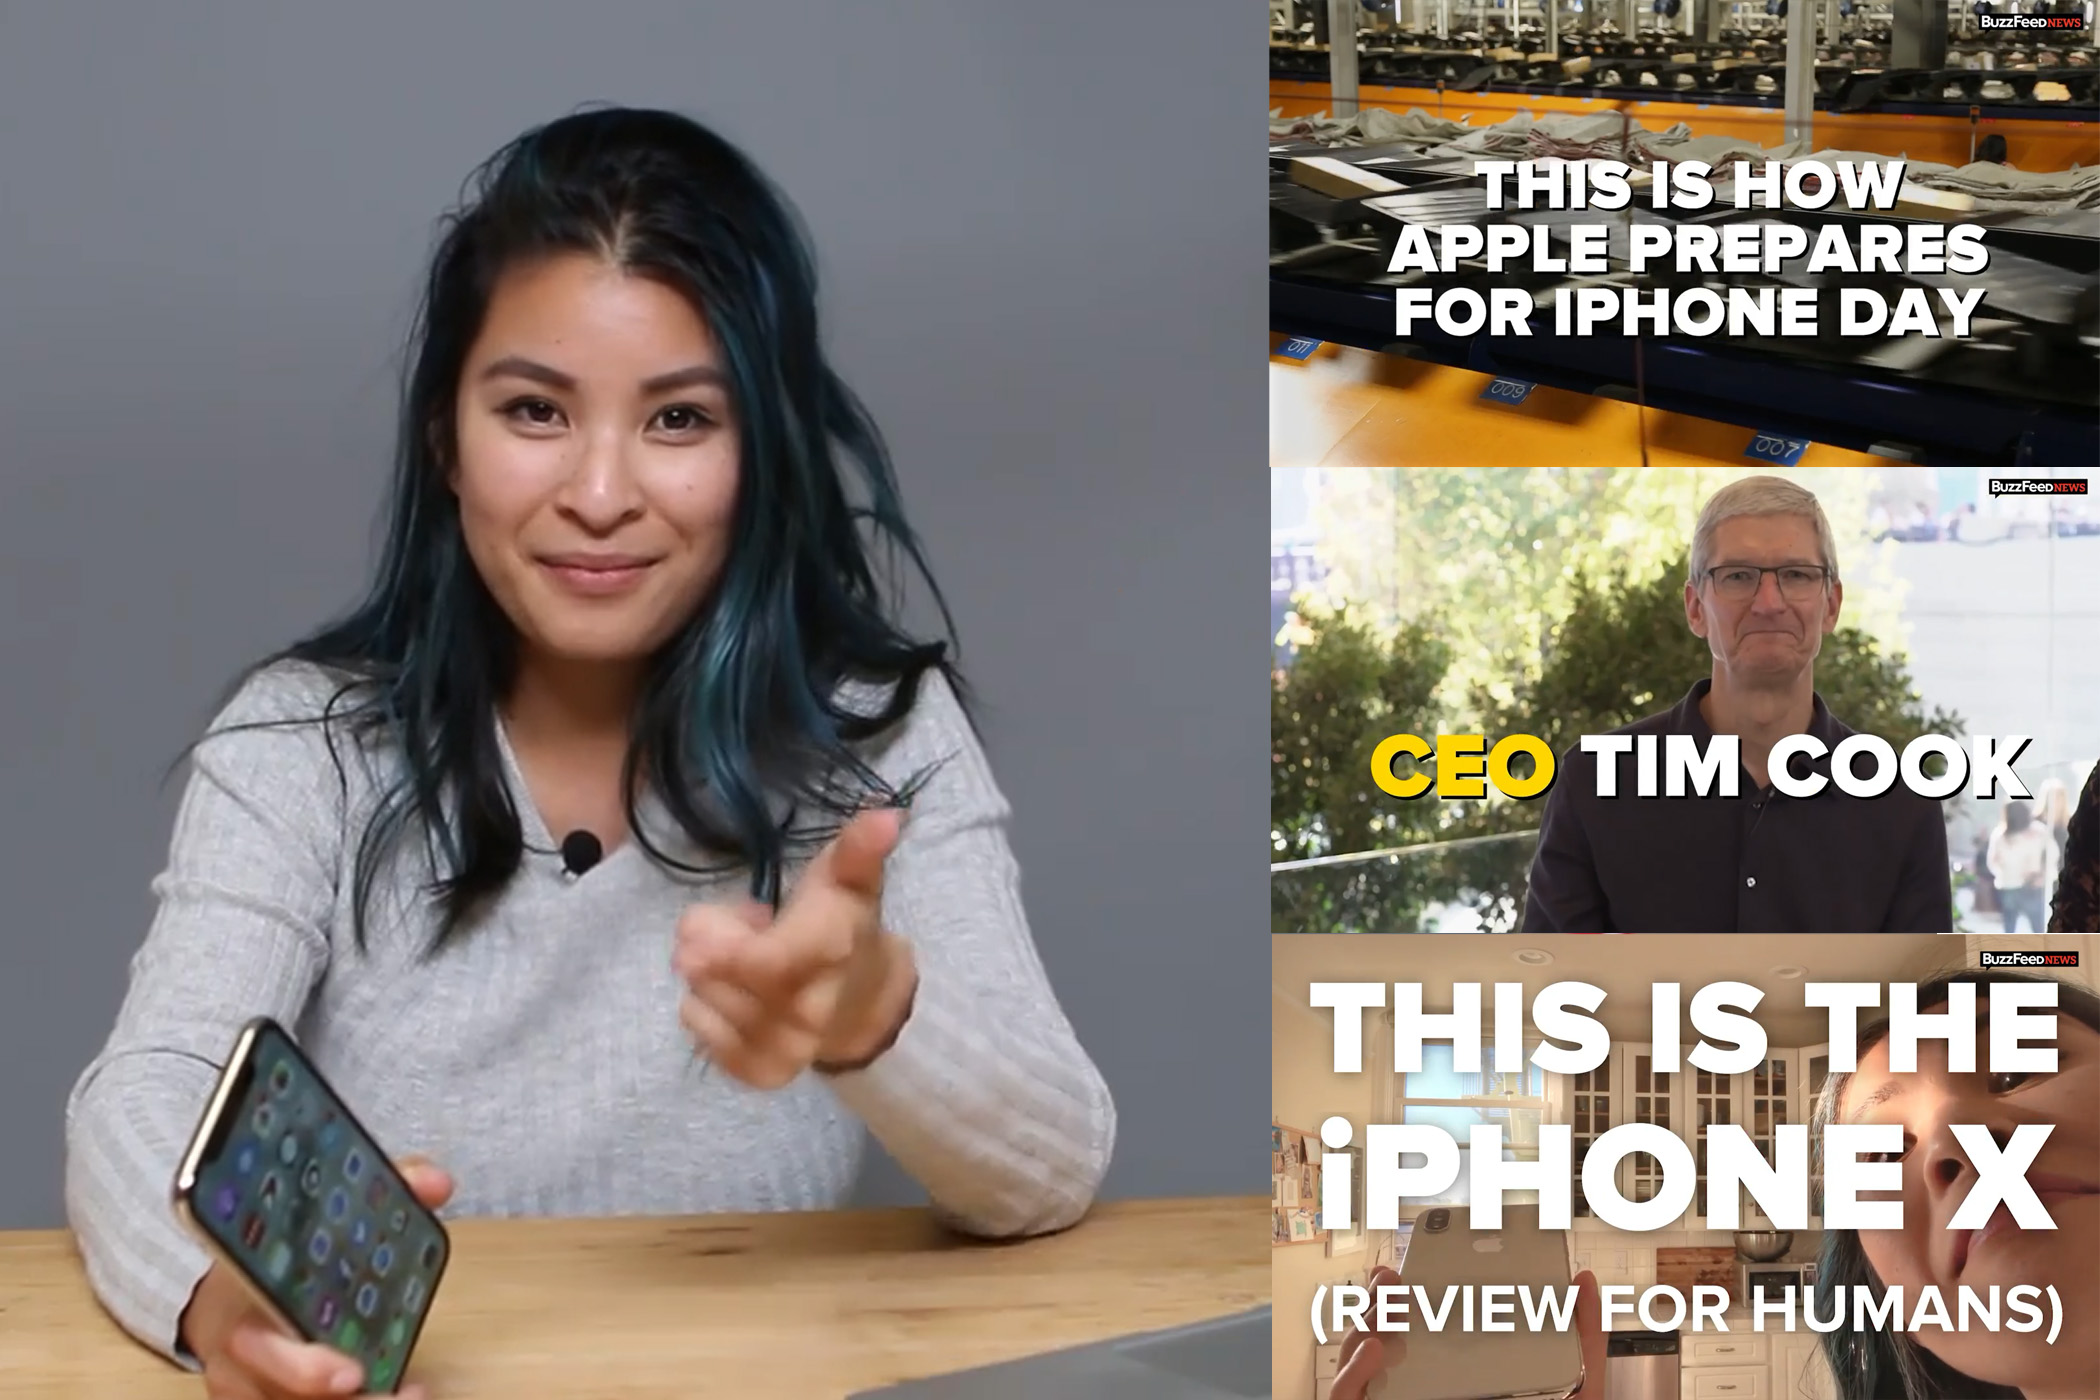 BuzzFeed NEWS
THIS IS HOW
APPLE PREPARES
FOR IPHONE DAY
011
009
007
BuzzFeed NEWS
CEO TIM COOK
BuzzFeed NEWS
THIS IS THE
iPHONE X
(REVIEW FOR HUMANS)